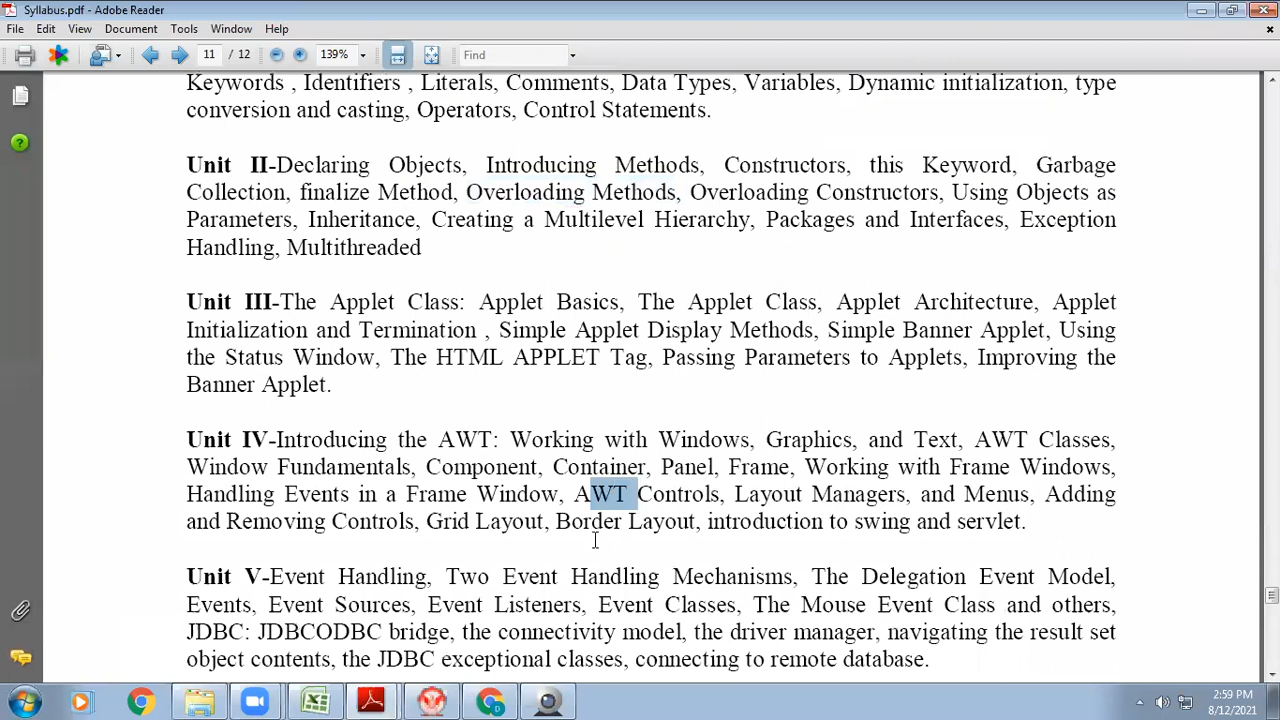 Syllabus.pdf - Adobe Reader
File Edit View Document Tools Window Help
11 / 12 139% Find
Keywords , Identifiers , Literals, Comments, Data Types, Variables, Dynamic initialization, type
conversion and casting, Operators, Control Statements.
Unit II-Declaring Objects, Introducing Methods, Constructors, this Keyword, Garbage
Collection, finalize Method, Overloading Methods, Overloading Constructors, Using Objects as
Parameters, Inheritance, Creating a Multilevel Hierarchy, Packages and Interfaces, Exception
Handling, Multithreaded
Unit III-The Applet Class: Applet Basics, The Applet Class, Applet Architecture, Applet
Initialization and Termination , Simple Applet Display Methods, Simple Banner Applet, Using
the Status Window, The HTML APPLET Tag, Passing Parameters to Applets, Improving the
Banner Applet.
Unit IV-Introducing the AWT: Working with Windows, Graphics, and Text, AWT Classes,
Window Fundamentals, Component, Container, Panel, Frame, Working with Frame Windows,
Handling Events in a Frame Window, AWT Controls, Layout Managers, and Menus, Adding
and Removing Controls, Grid Layout, Border Layout, introduction to swing and servlet.
Unit V-Event Handling, Two Event Handling Mechanisms, The Delegation Event Model,
Events, Event Sources, Event Listeners, Event Classes, The Mouse Event Class and others,
JDBC: JDBCODBC bridge, the connectivity model, the driver manager, navigating the result set
object contents, the JDBC exceptional classes, connecting to remote database.
2:59 PM
8/12/2021